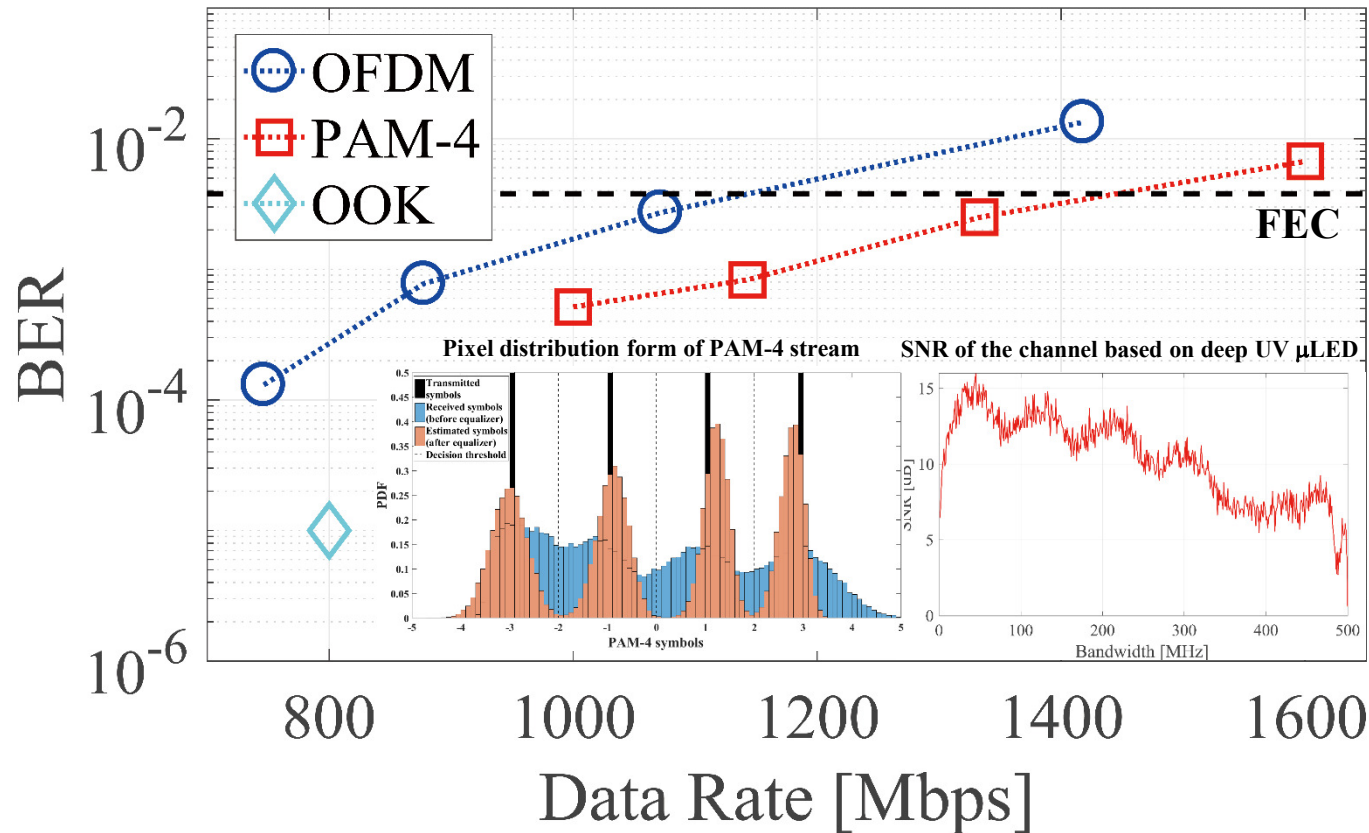 OFDM
PAM-4
OOK
10-2
10-4
10-6
BER
FEC
Pixel distribution form of PAM-4 stream
SNR of the channel based on deep UV μLED
0.5
0.45
0.4
0.35
0.3
0.25
0.2
0.15
0.1
0.05
0
PDF
Transmitted
symbols
Received symbols
(before equalizer)
Estimated symbols
(after equalizer)
Decision threshold
-5 -4 -3 -2 -1 0 1 2 3 4 5
PAM-4 symbols
15
10
5
0
SNR [dB]
0 100 200 300 400 500
Bandwidth [MHz]
800 1000 1200 1400 1600
Data Rate [Mbps]